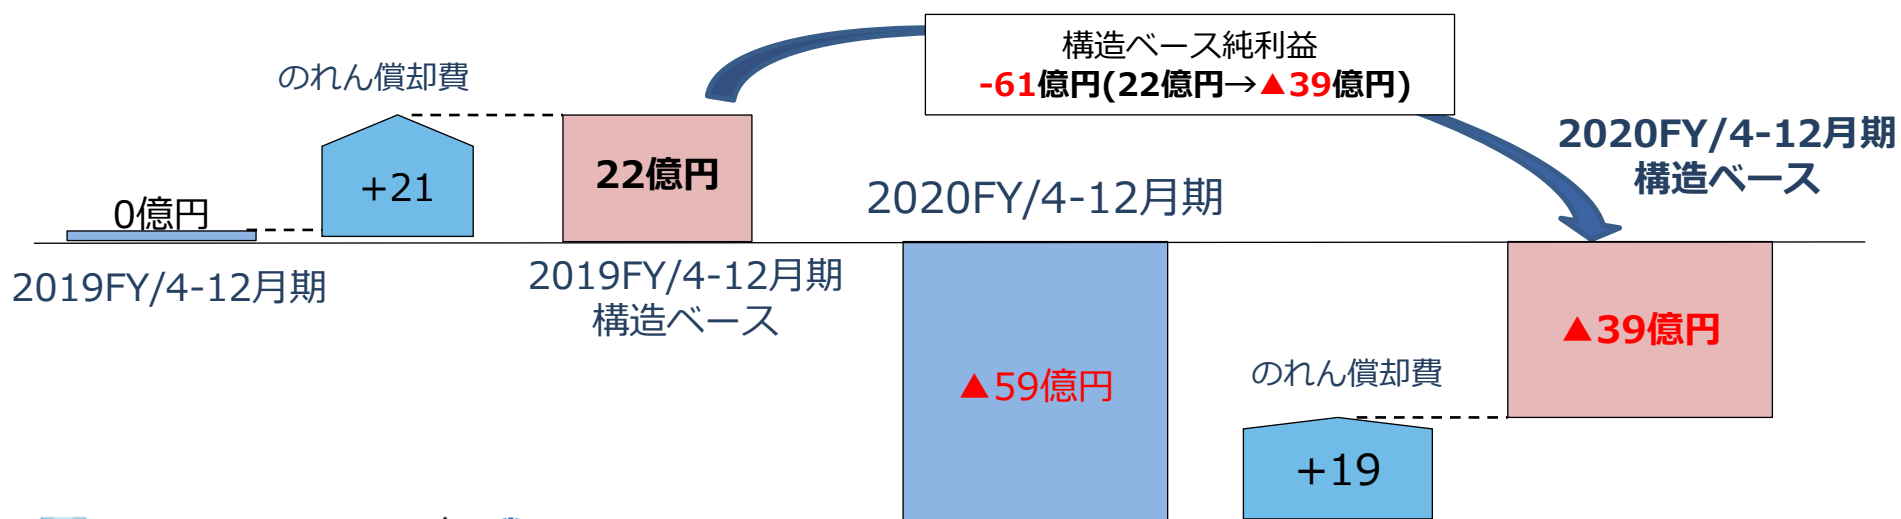 構造ベース純利益
-61億円(22億円→▲39億円)
のれん償却費
+21
22億円
0億円
2019FY/4-12月期
2019FY/4-12月期
構造ベース
2020FY/4-12月期
▲59億円
のれん償却費
+19
2020FY/4-12月期
構造ベース
▲39億円